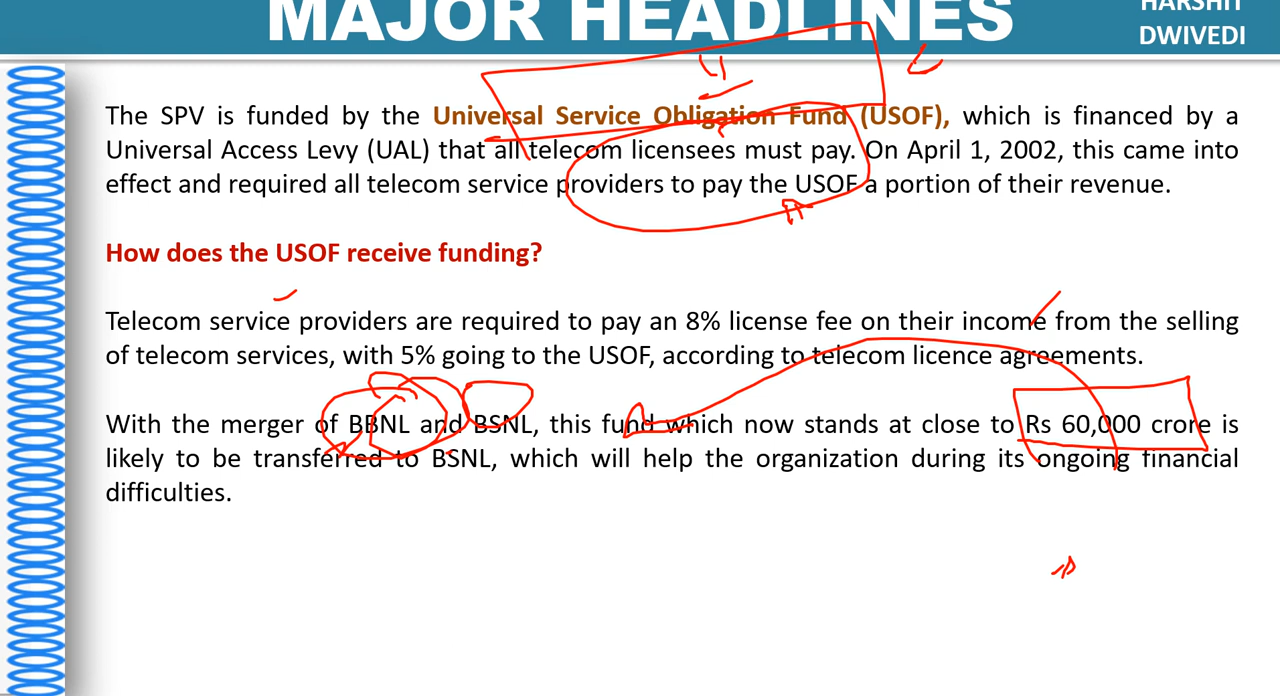 MAJOR HEADLINES
HARSHIT
DWIVEDI
The SPV is funded by the Universal Service Obligation Fund (USOF), which is financed by a
Universal Access Levy (UAL) that all telecom licensees must pay. On April 1, 2002, this came into
effect and required all telecom service providers to pay the USOF a portion of their revenue.
How does the USOF receive funding?
Telecom service providers are required to pay an 8% license fee on their income from the selling
of telecom services, with 5% going to the USOF, according to telecom licence agreements.
With the merger of BBNL and BSNL, this fund which now stands at close to Rs 60,000 crore is
likely to be transferred to BSNL, which will help the organization during its ongoing financial
difficulties.